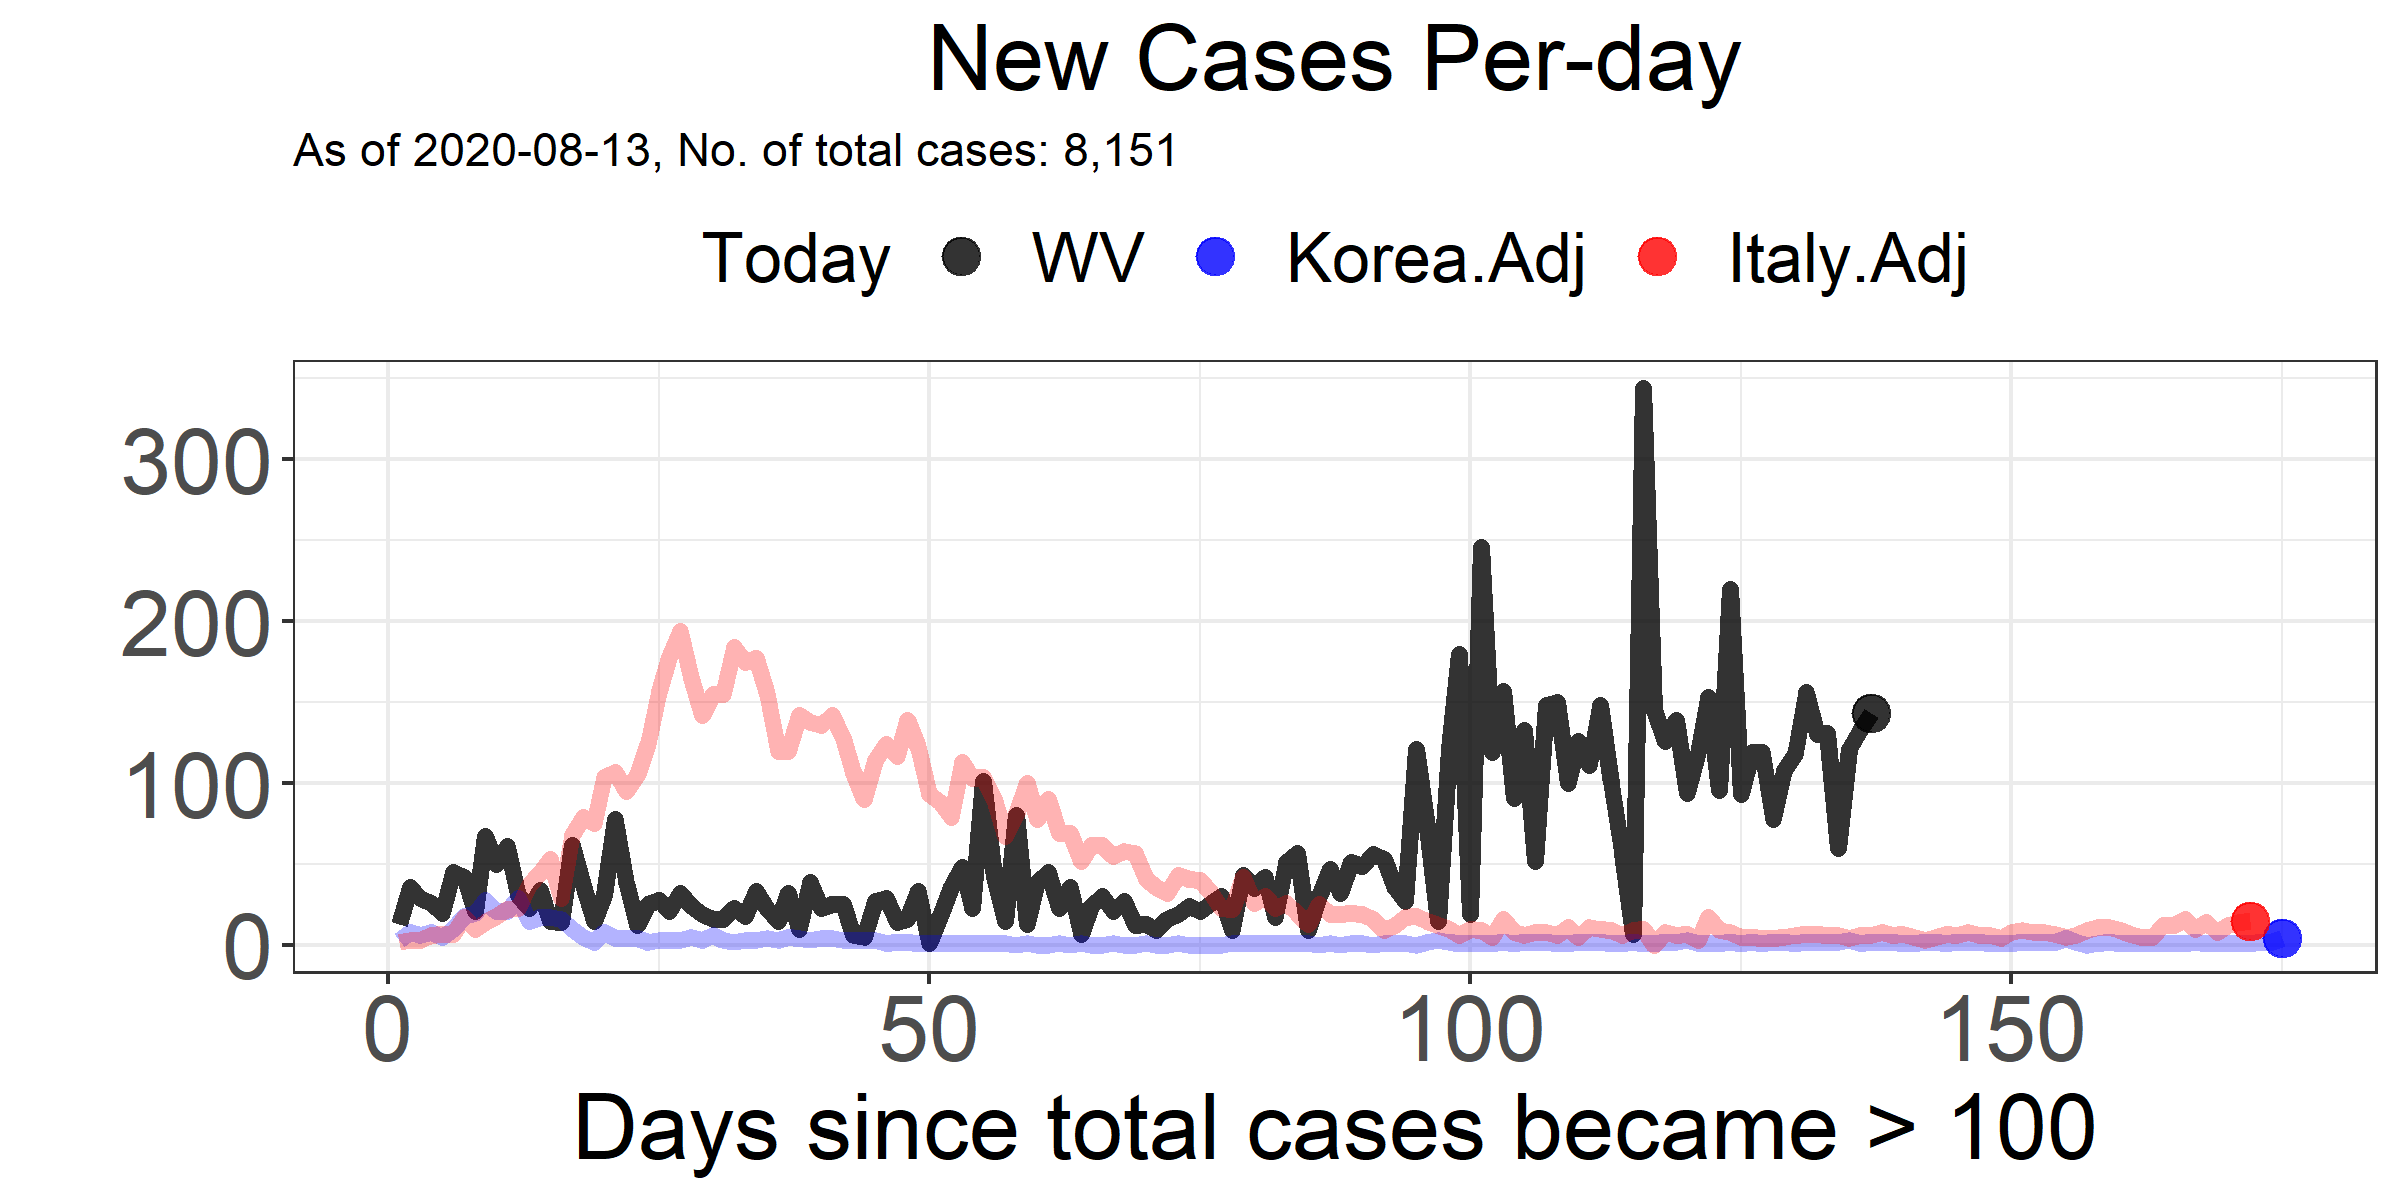 New Cases Per-day
As of 2020-08-13, No. of total cases: 8,151
Today WV Korea.Adj Italy.Adj
300
200
100
0
0 50 100 150
Days since total cases became > 100